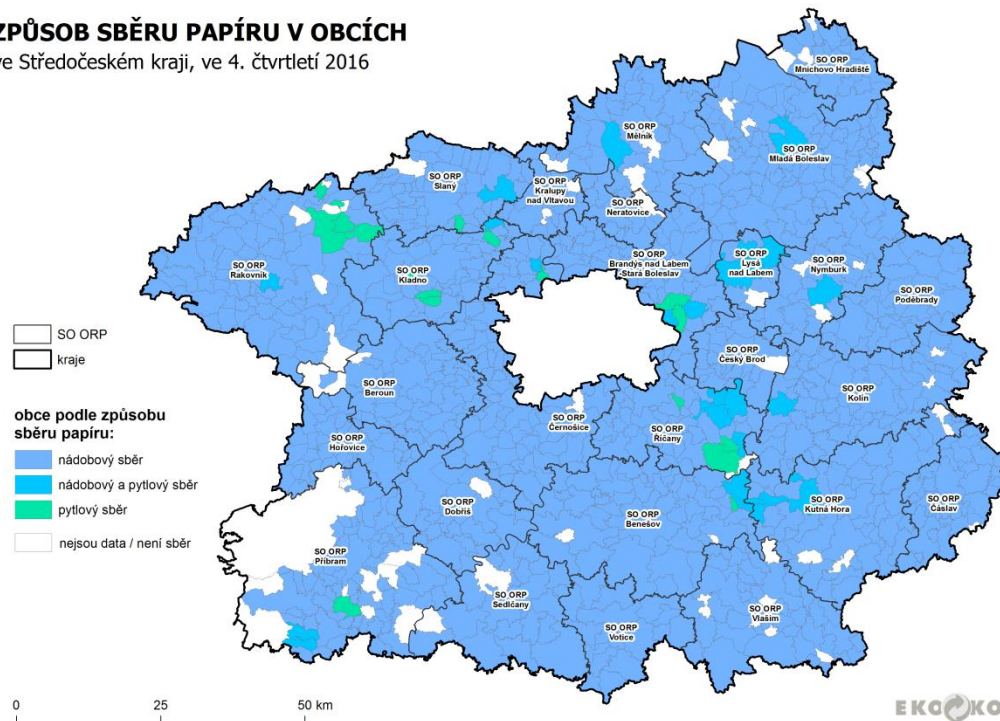 ZPŮSOB SBĚRU PAPÍRU V OBCÍCH
ve Středočeském kraji, ve 4. čtvrtletí 2016
SO ORP
Mnichovo Hradiště
SO ORP
Mělník
SO ORP
Mladá Boleslav
SO ORP
Slaný
SO ORP
Kralupy
nad Vltavou
SO ORP
Neratovice
SO ORP
Rakovník
SO ORP
Kladno
SO ORP
Brandýs nad Labem
-Stará Boleslav
SO ORP
Lysá
nad Labem
SO ORP
Nymburk
SO ORP
Poděbrady
SO ORP
kraje
SO ORP
Český Brod
SO ORP
Beroun
SO ORP
Kolín
obce podle způsobu
sběru papíru:
nádobový sběr
nádobový a pytlový sběr
pytlový sběr
nejsou data / není sběr
SO ORP
Černošice
SO ORP
Říčany
SO ORP
Hořovice
SO ORP
Dobříš
SO ORP
Benešov
SO ORP
Kutná Hora
SO ORP
Čáslav
SO ORP
Příbram
SO ORP
Sedlčany
SO ORP
Votice
SO ORP
Vlašim
0 25 50 km
EKO KO